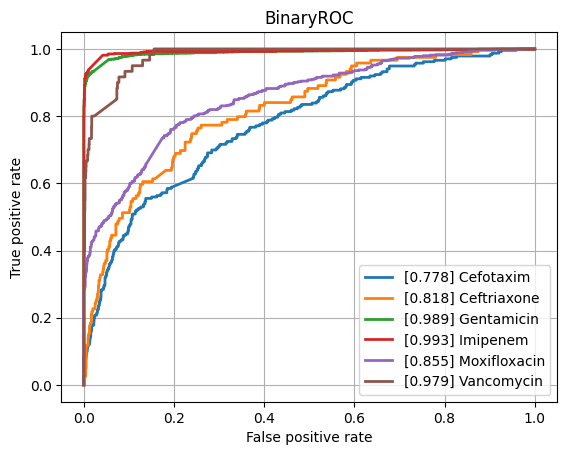 BinaryROC
True positive rate
1.0
0.8
0.6
0.4
0.2
0.0
[0.778] Cefotaxim
[0.818] Ceftriaxone
[0.989] Gentamicin
[0.993] Imipenem
[0.855] Moxifloxacin
[0.979] Vancomycin
0.0 0.2 0.4 0.6 0.8 1.0
False positive rate